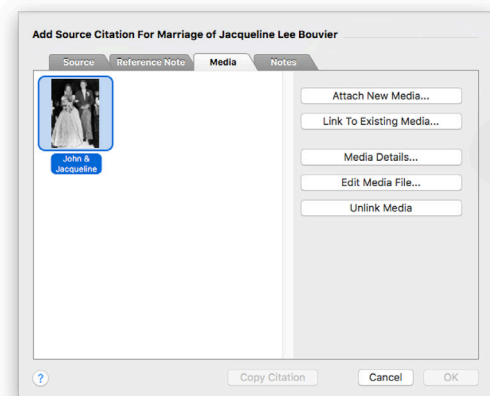 Add Source Citation For Marriage of Jacqueline Lee Bouvier
Source Reference Note Media Notes
John &
Jacqueline
Attach New Media...
Link To Existing Media...
Media Details...
Edit Media File...
Unlink Media
? Copy Citation Cancel OK